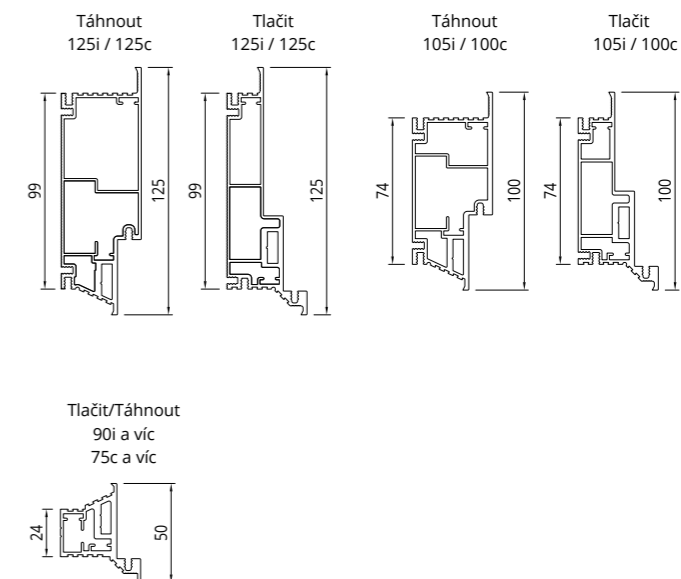 Táhnout
125i / 125c
Tlačit
125i / 125c
Táhnout
105i / 100c
Tlačit
105i / 100c
99
125
99
125
74
100
74
100
Tlačit/Táhnout
90i a víc
75c a víc
24
50